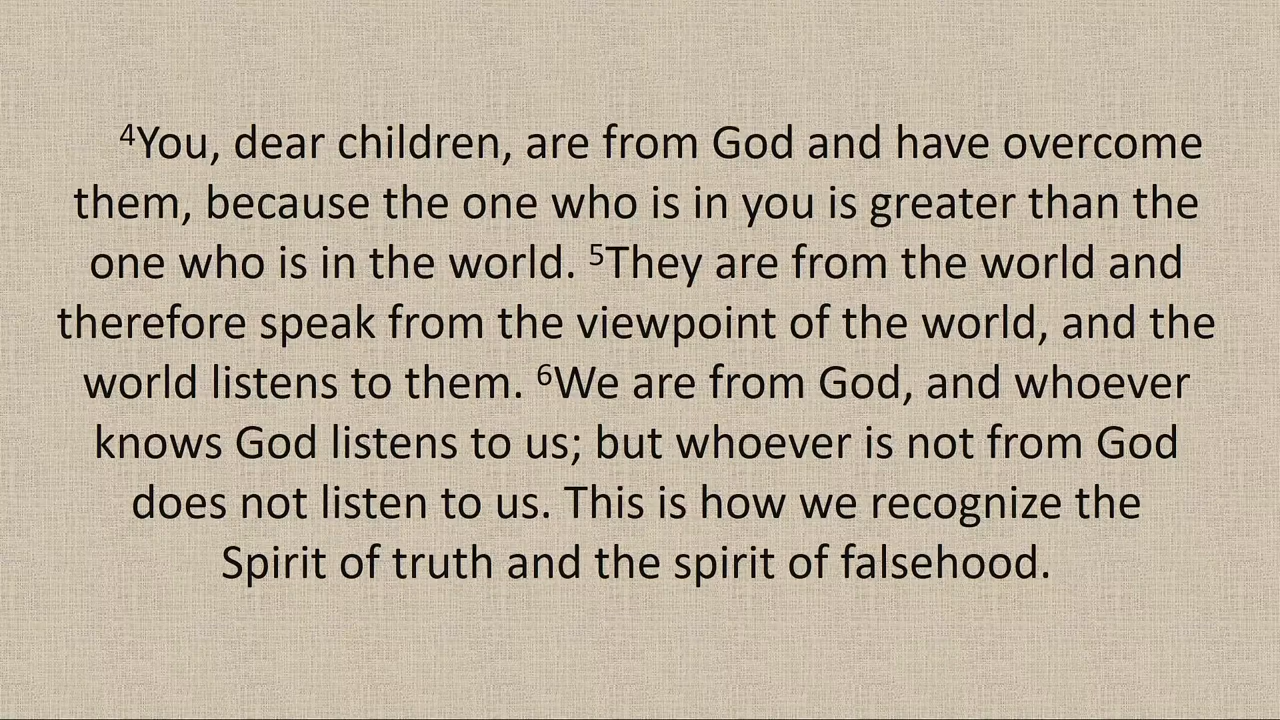 ⁴You, dear children, are from God and have overcome
them, because the one who is in you is greater than the
one who is in the world. ⁵They are from the world and
therefore speak from the viewpoint of the world, and the
world listens to them. ⁶We are from God, and whoever
knows God listens to us; but whoever is not from God
does not listen to us. This is how we recognize the
Spirit of truth and the spirit of falsehood.